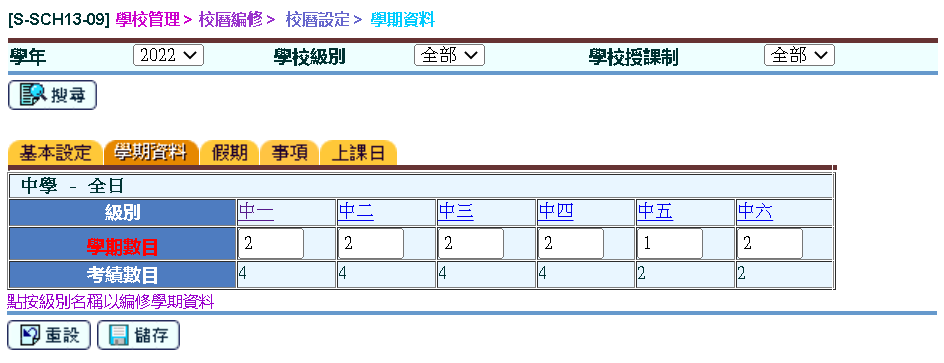 [S-SCH13-09] 學校管理 > 校曆編修 > 校曆設定 > 學期資料
學年 2022 學校級別 全部 學校授課制 全部
搜尋
基本設定 學期資料 假期 事項 上課日
中學 - 全日
級別 中一 中二 中三 中四 中五 中六
學期數目 2 2 2 2 1 2
考績數目 4 4 4 4 2 2
點按級別名稱以編修學期資料
重設 儲存